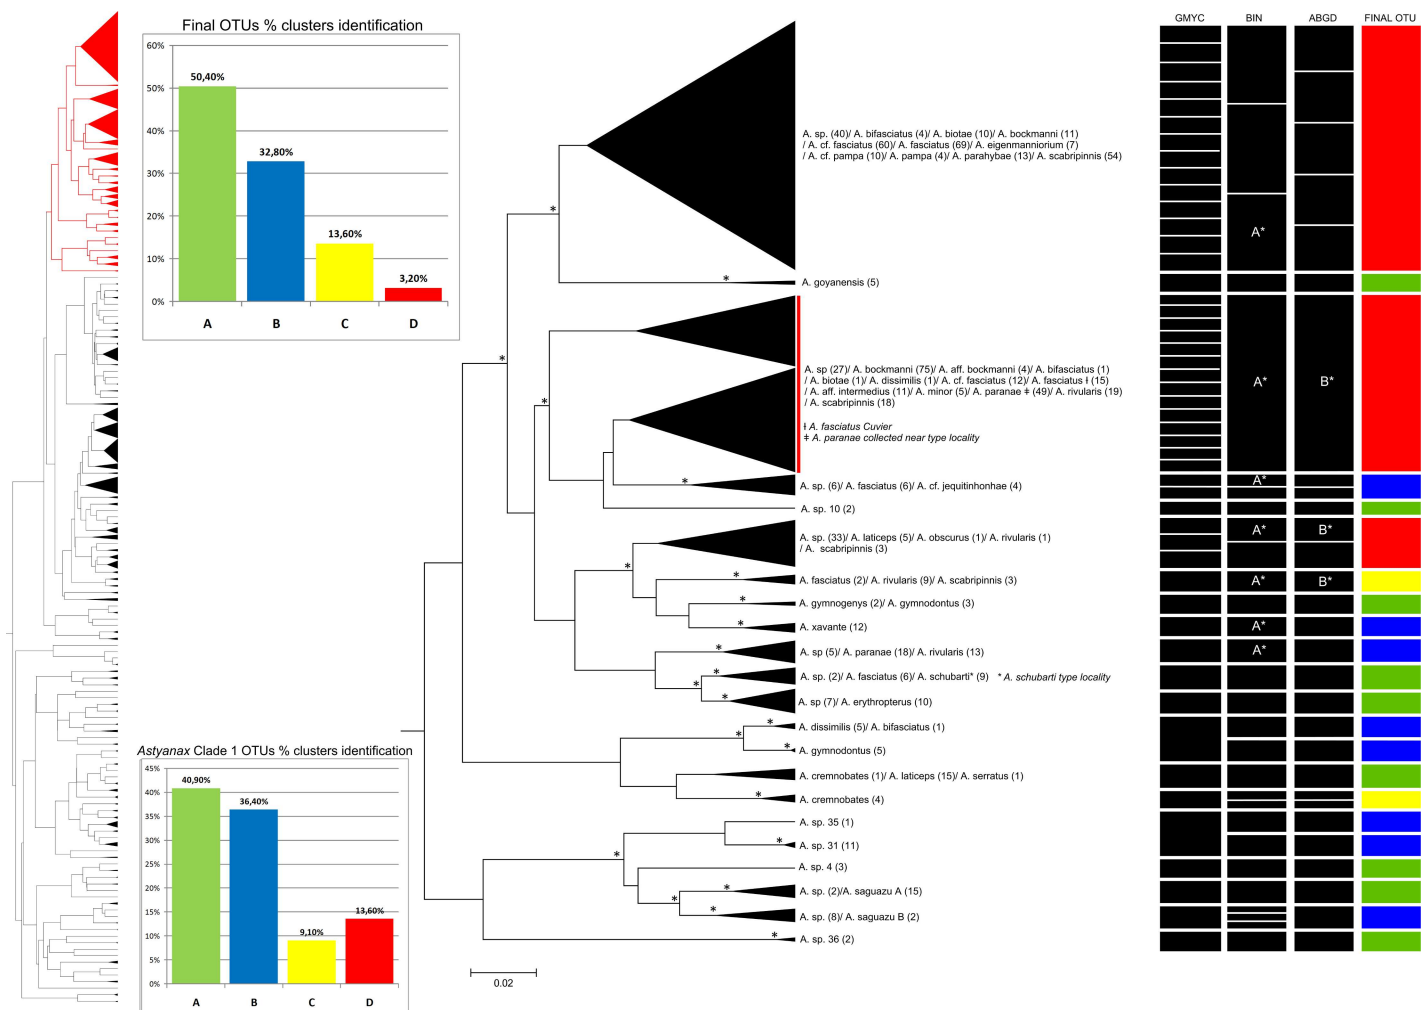 Final OTUs % clusters identification
60%
50%
40%
30%
20%
10%
0%
50,40%
32,80%
13,60%
3,20%
A B C D
Astyanax Clade 1 OTUs % clusters identification
45%
40%
35%
30%
25%
20%
15%
10%
5%
0%
40,90%
36,40%
9,10%
13,60%
A B C D
A. sp. (40)/ A. bifasciatus (4)/ A. biotae (10)/ A. bockmanni (11)
/ A. cf. fasciatus (60)/ A. fasciatus (69)/ A. eigenmanniorium (7)
/ A. cf. pampa (10)/ A. pampa (4)/ A. parahybae (13)/ A. scabripinnis (54)
A. goyanensis (5)
A. sp (27)/ A. bockmanni (75)/ A. aff. bockmanni (4)/ A. bifasciatus (1)
/ A. biotae (1)/ A. dissimilis (1)/ A. cf. fasciatus (12)/ A. fasciatus ƚ (15)
/ A. aff. intermedius (11)/ A. minor (5)/ A. paranae ǂ (49)/ A. rivularis (19)
/ A. scabripinnis (18)
ƚ A. fasciatus Cuvier
ǂ A. paranae collected near type locality
A. sp. (6)/ A. fasciatus (6)/ A. cf. jequitinhonhae (4)
A. sp. 10 (2)
A. sp. (33)/ A. laticeps (5)/ A. obscurus (1)/ A. rivularis (1)
/ A. scabripinnis (3)
A. fasciatus (2)/ A. rivularis (9)/ A. scabripinnis (3)
A. gymnogenys (2)/ A. gymnodontus (3)
A. xavante (12)
A. sp (5)/ A. paranae (18)/ A. rivularis (13)
A. sp. (2)/ A. fasciatus (6)/ A. schubarti* (9) * A. schubarti type locality
A. sp (7)/ A. erythropterus (10)
A. dissimilis (5)/ A. bifasciatus (1)
A. gymnodontus (5)
A. cremnobates (1)/ A. laticeps (15)/ A. serratus (1)
A. cremnobates (4)
A. sp. 35 (1)
A. sp. 31 (11)
A. sp. 4 (3)
A. sp. (2)/A. saguazu A (15)
A. sp. (8)/ A. saguazu B (2)
A. sp. 36 (2)
0.02
GMYC BIN ABGD FINAL OTU
A*
A* B*
A*
A* B*
A* B*
A*
A*